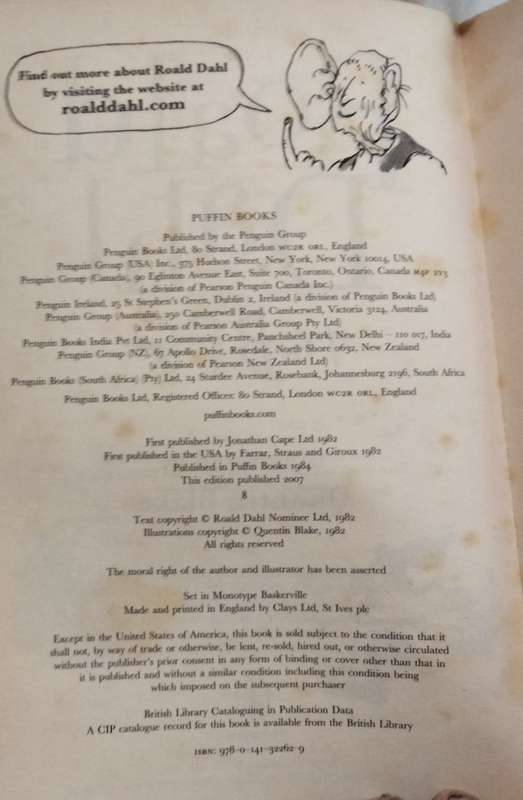 Find out more about Roald Dahl
by visiting the website at
roalddahl.com
PUFFIN BOOKS
Published by the Penguin Group
Penguin Books Ltd, 80 Strand, London WC2R 0RL, England
Penguin Group (USA) Inc., 375 Hudson Street, New York, New York 10014, USA
Penguin Group (Canada), 90 Eglinton Avenue East, Suite 700, Toronto, Ontario, Canada M4P 2Y3
(a division of Pearson Penguin Canada Inc.)
Penguin Ireland, 25 St Stephen's Green, Dublin 2, Ireland (a division of Penguin Books Ltd)
Penguin Group (Australia), 250 Camberwell Road, Camberwell, Victoria 3124, Australia
(a division of Pearson Australia Group Pty Ltd)
Penguin Books India Pvt Ltd, 11 Community Centre, Panchsheel Park, New Delhi – 110 017, India
Penguin Group (NZ), 67 Apollo Drive, Rosedale, North Shore 0632, New Zealand
(a division of Pearson New Zealand Ltd)
Penguin Books (South Africa) (Pty) Ltd, 24 Sturdee Avenue, Rosebank, Johannesburg 2196, South Africa
Penguin Books Ltd, Registered Offices: 80 Strand, London WC2R 0RL, England
puffinbooks.com
First published by Jonathan Cape Ltd 1982
First published in the USA by Farrar, Straus and Giroux 1982
Published in Puffin Books 1984
This edition published 2007
8
Text copyright © Roald Dahl Nominee Ltd, 1982
Illustrations copyright © Quentin Blake, 1982
All rights reserved
The moral right of the author and illustrator has been asserted
Set in Monotype Baskerville
Made and printed in England by Clays Ltd, St Ives plc
Except in the United States of America, this book is sold subject to the condition that it
shall not, by way of trade or otherwise, be lent, re-sold, hired out, or otherwise circulated
without the publisher's prior consent in any form of binding or cover other than that in
it is published and without a similar condition including this condition being
which imposed on the subsequent purchaser
British Library Cataloguing in Publication Data
A CIP catalogue record for this book is available from the British Library
ISBN: 978-0-141-32262-9